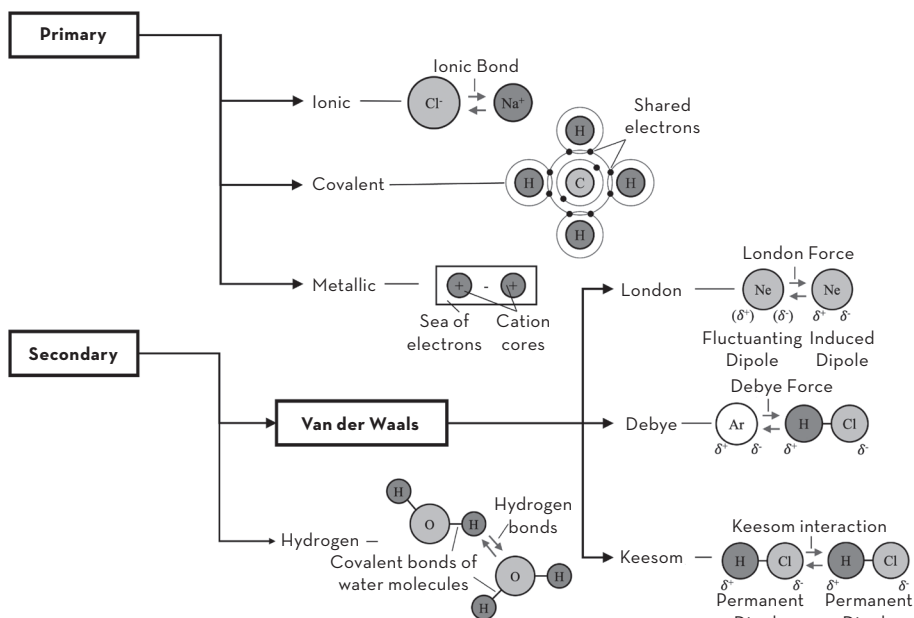 Primary
Ionic Bond
Ionic
Cl-
Na+
Shared
electrons
H
Covalent
H
C
H
H
Metallic
+
-
+
Sea of
electrons
Cation
cores
London Force
London
Ne
Ne
(δ+)
(δ-)
δ+
δ-
Fluctuanting
Dipole
Induced
Dipole
Secondary
Van der Waals
Debye Force
Debye
Ar
H
Cl
δ+
δ-
δ+
δ-
H
O
H
Hydrogen
bonds
Hydrogen
Covalent bonds of
water molecules
O
H
H
Keesom interaction
Keesom
H
Cl
H
Cl
δ+
δ-
δ+
δ-
Permanent
Permanent